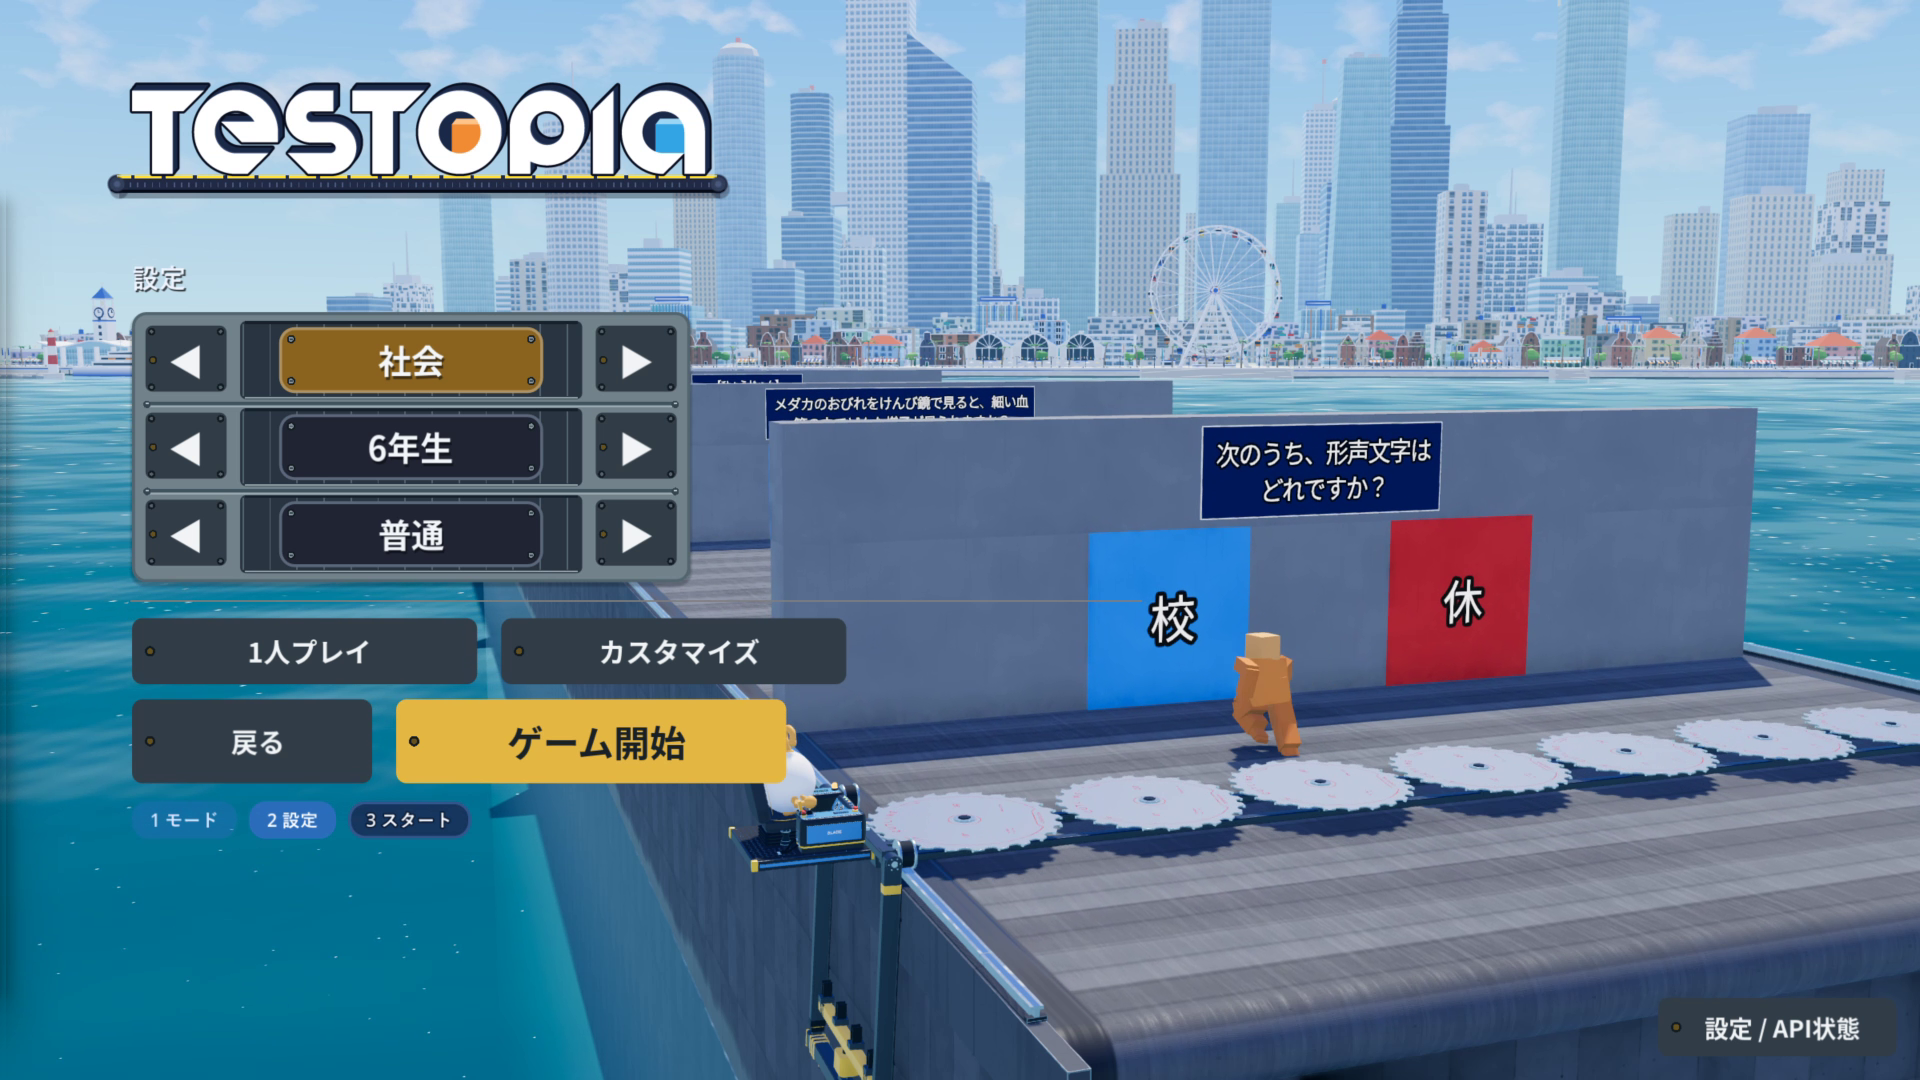 TESTOPIA
設定
社会
6年生
普通
1人プレイ
カスタマイズ
戻る
ゲーム開始
1 モード
2 設定
3 スタート
メダカのおびれをけんび鏡で見ると、細い血
次のうち、形声文字は
どれですか？
校
休
設定 / API状態